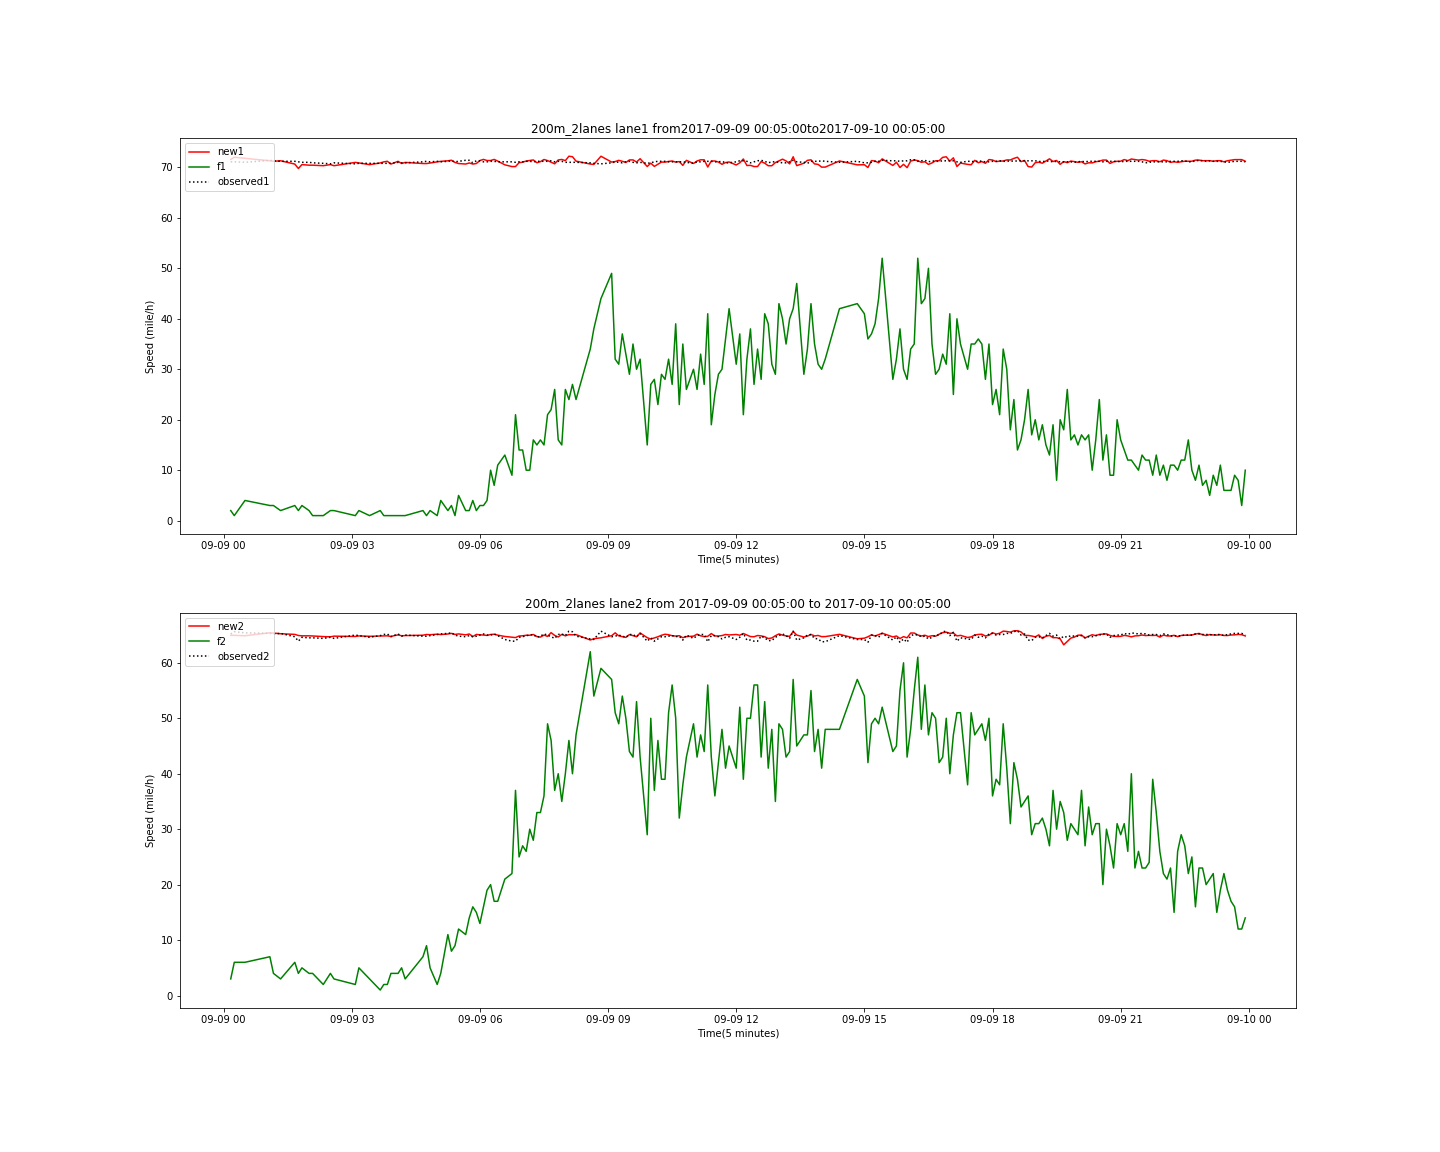 200m_2lanes lane1 from2017-09-09 00:05:00to2017-09-10 00:05:00
new1
f1
observed1
70
60
50
40
30
20
10
0
Speed (mile/h)
09-09 00 09-09 03 09-09 06 09-09 09 09-09 12 09-09 15 09-09 18 09-09 21 09-10 00
Time(5 minutes)
200m_2lanes lane2 from 2017-09-09 00:05:00 to 2017-09-10 00:05:00
new2
f2
observed2
60
50
40
30
20
10
0
Speed (mile/h)
09-09 00 09-09 03 09-09 06 09-09 09 09-09 12 09-09 15 09-09 18 09-09 21 09-10 00
Time(5 minutes)